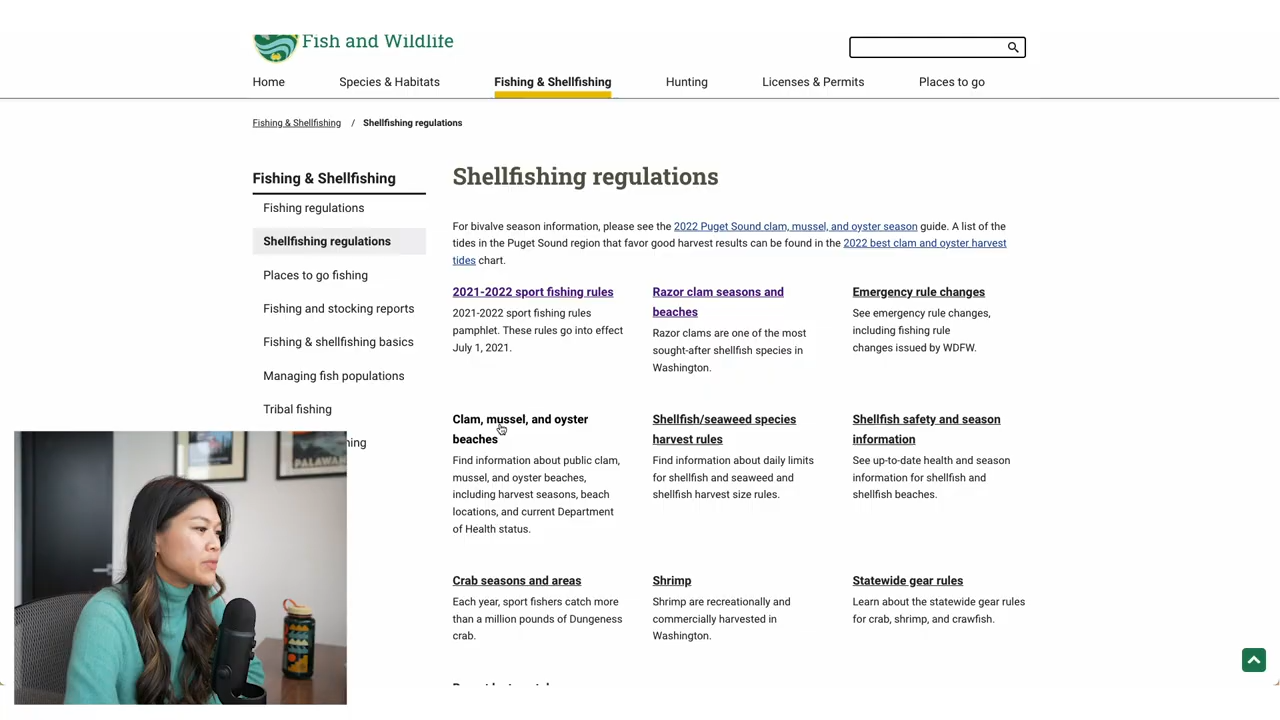 Fish and Wildlife
Home Species & Habitats Fishing & Shellfishing Hunting Licenses & Permits Places to go
Fishing & Shellfishing / Shellfishing regulations
Fishing & Shellfishing
Fishing regulations
Shellfishing regulations
Places to go fishing
Fishing and stocking reports
Fishing & shellfishing basics
Managing fish populations
Tribal fishing
ning
PALAWAN
Shellfishing regulations
For bivalve season information, please see the 2022 Puget Sound clam, mussel, and oyster season guide. A list of the
tides in the Puget Sound region that favor good harvest results can be found in the 2022 best clam and oyster harvest
tides chart.
2021-2022 sport fishing rules
2021-2022 sport fishing rules
pamphlet. These rules go into effect
July 1, 2021.
Razor clam seasons and
beaches
Razor clams are one of the most
sought-after shellfish species in
Washington.
Emergency rule changes
See emergency rule changes,
including fishing rule
changes issued by WDFW.
Clam, mussel, and oyster
beaches
Find information about public clam,
mussel, and oyster beaches,
including harvest seasons, beach
locations, and current Department
of Health status.
Shellfish/seaweed species
harvest rules
Find information about daily limits
for shellfish and seaweed and
shellfish harvest size rules.
Shellfish safety and season
information
See up-to-date health and season
information for shellfish and
shellfish beaches.
Crab seasons and areas
Each year, sport fishers catch more
than a million pounds of Dungeness
crab.
Shrimp
Shrimp are recreationally and
commercially harvested in
Washington.
Statewide gear rules
Learn about the statewide gear rules
for crab, shrimp, and crawfish.